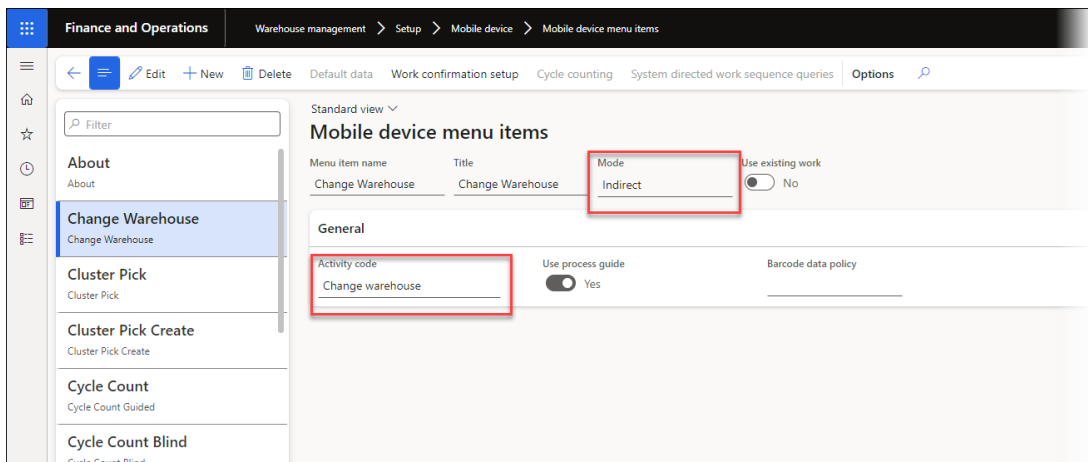 Finance and Operations
Warehouse management > Setup > Mobile device > Mobile device menu items
Edit New Delete Default data Work confirmation setup Cycle counting System directed work sequence queries Options
Filter
About
About
Change Warehouse
Change Warehouse
Cluster Pick
Cluster Pick
Cluster Pick Create
Cluster Pick Create
Cycle Count
Cycle Count Guided
Cycle Count Blind
Cycle Count Blind
Standard view
Mobile device menu items
Menu item name Title Mode Use existing work
Change Warehouse Change Warehouse Indirect No
General
Activity code Use process guide Barcode data policy
Change warehouse Yes